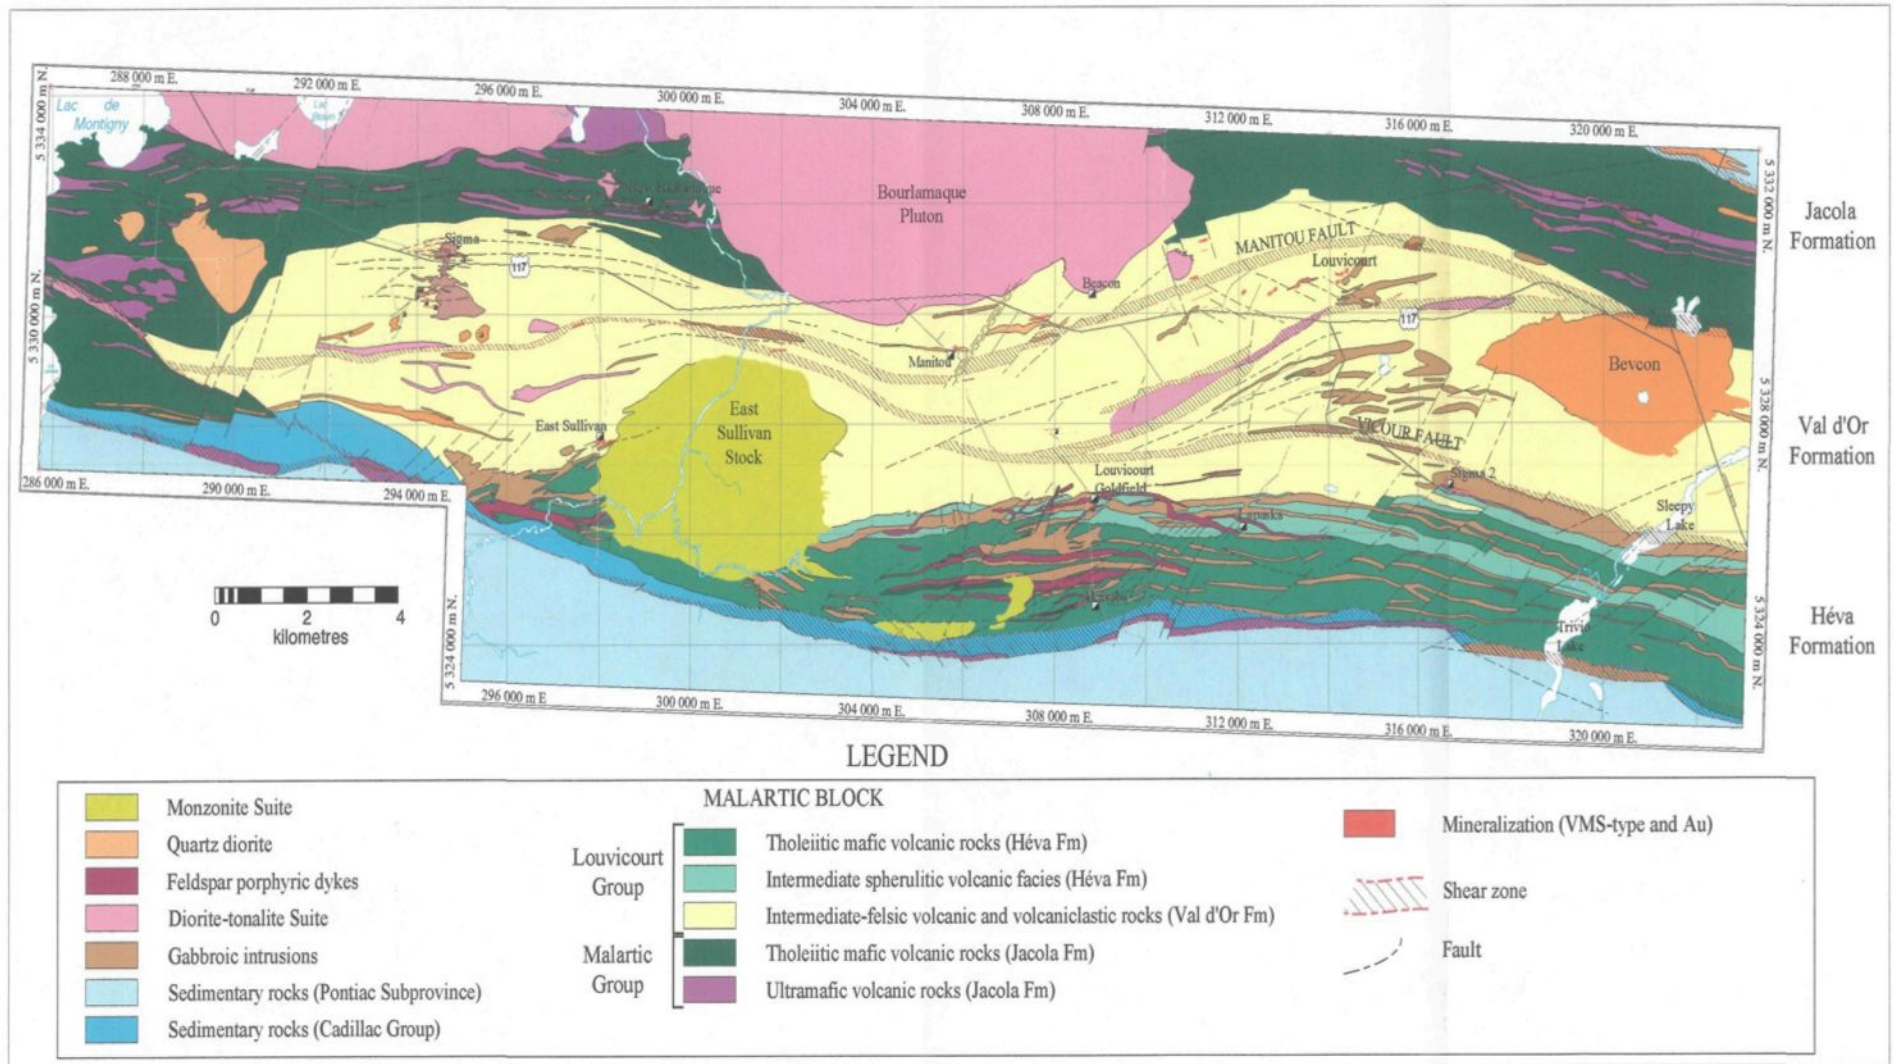 288 000 m E.
292 000 m E.
296 000 m E.
300 000 m E.
304 000 m E.
308 000 m E.
312 000 m E.
316 000 m E.
320 000 m E.
5 334 000 m N.
5 330 000 m N.
5 332 000 m N.
5 328 000 m N.
5 324 000 m N.
5 324 000 m N.
Lac de
Montigny
Lac
Bourlamaque
Pluton
Jacola
Formation
MANITOU FAULT
Sigma
117
Louvicourt
Beacon
117
Manitou
Bevcon
East
Sullivan
Stock
East Sullivan
VICOUR FAULT
Val d'Or
Formation
Louvicourt
Goldfield
Sigma 2
Sleepy
Lake
Héva
Formation
Trivio
Lake
286 000 m E.
290 000 m E.
294 000 m E.
296 000 m E.
300 000 m E.
304 000 m E.
308 000 m E.
312 000 m E.
316 000 m E.
320 000 m E.
0 2 4
kilometres
LEGEND
Monzonite Suite
Quartz diorite
Feldspar porphyric dykes
Diorite-tonalite Suite
Gabbroic intrusions
Sedimentary rocks (Pontiac Subprovince)
Sedimentary rocks (Cadillac Group)
MALARTIC BLOCK
Louvicourt
Group
Tholeiitic mafic volcanic rocks (Héva Fm)
Intermediate spherulitic volcanic facies (Héva Fm)
Intermediate-felsic volcanic and volcaniclastic rocks (Val d'Or Fm)
Malartic
Group
Tholeiitic mafic volcanic rocks (Jacola Fm)
Ultramafic volcanic rocks (Jacola Fm)
Mineralization (VMS-type and Au)
Shear zone
Fault